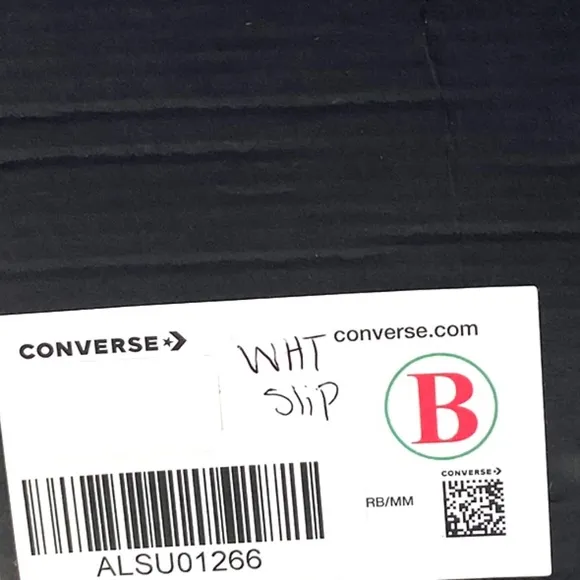 CONVERSE
WHT
Slip
converse.com
B
CONVERSE
RB/MM
ALSU01266